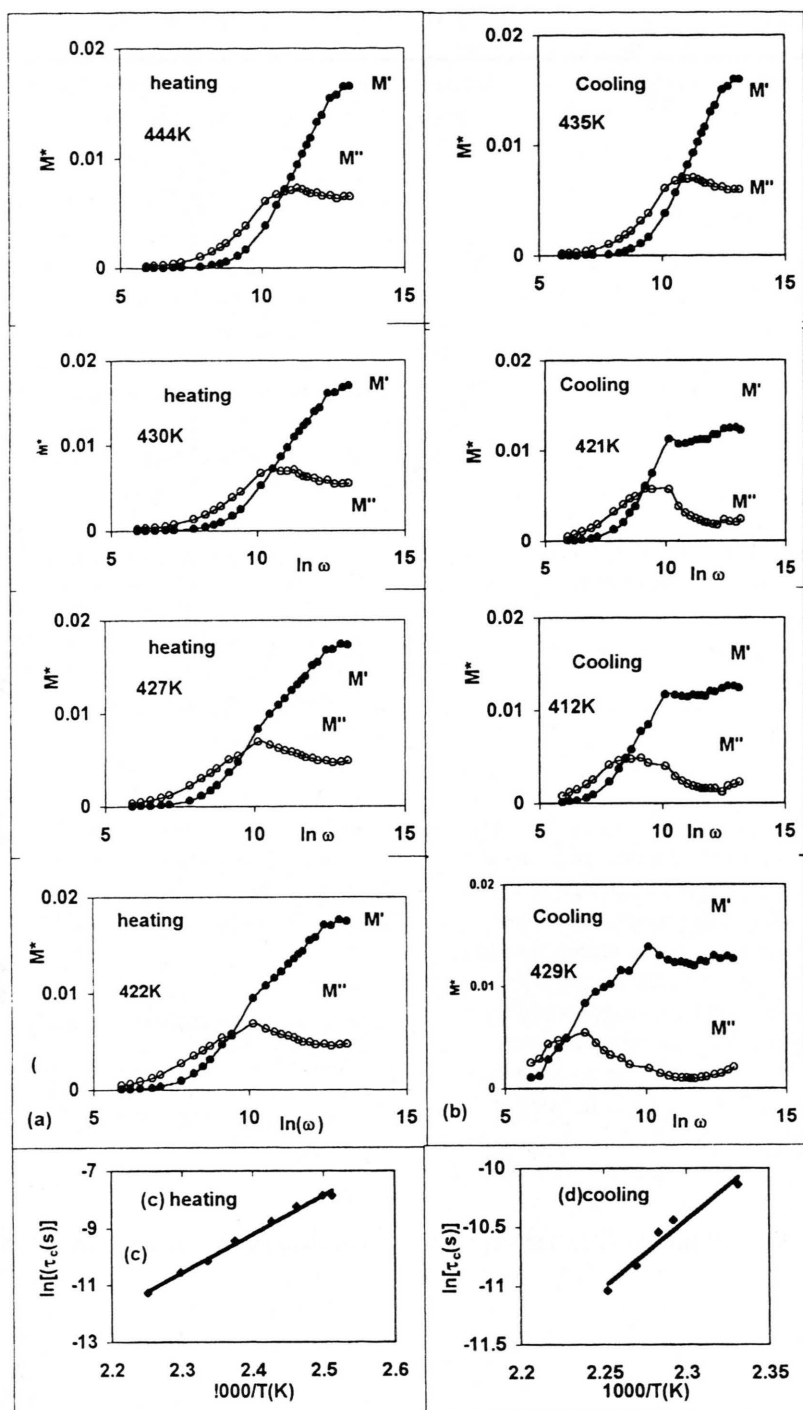 0.02
heating
M'
M*
0.01
444K
M"
0
5
10
15
0.02
Cooling
M'
M*
435K
0.01
M"
0
5
10
15
0.02
heating
M'
M*
0.01
430K
M"
0
5
10
15
ln ω
0.02
Cooling
M'
M*
0.01
421K
M"
0
5
10
15
ln ω
0.02
heating
M*
427K
M'
0.01
M"
0
5
10
15
ln ω
0.02
M'
Cooling
M*
0.01
412K
M"
0
5
10
15
ln ω
0.02
heating
M'
M*
0.01
422K
M"
(
0
5
10
15
(a)
ln(ω)
0.02
M'
Cooling
M*
0.01
429K
M"
0
5
10
15
(b)
ln ω
-7
(c) heating
-9
ln[(τc(s)]
(c)
-11
-13
2.2
2.3
2.4
2.5
2.6
!000/T(K)
-10
(d)cooling
-10.5
ln[τc(s)]
-11
-11.5
2.2
2.25
2.3
2.35
1000/T(K)